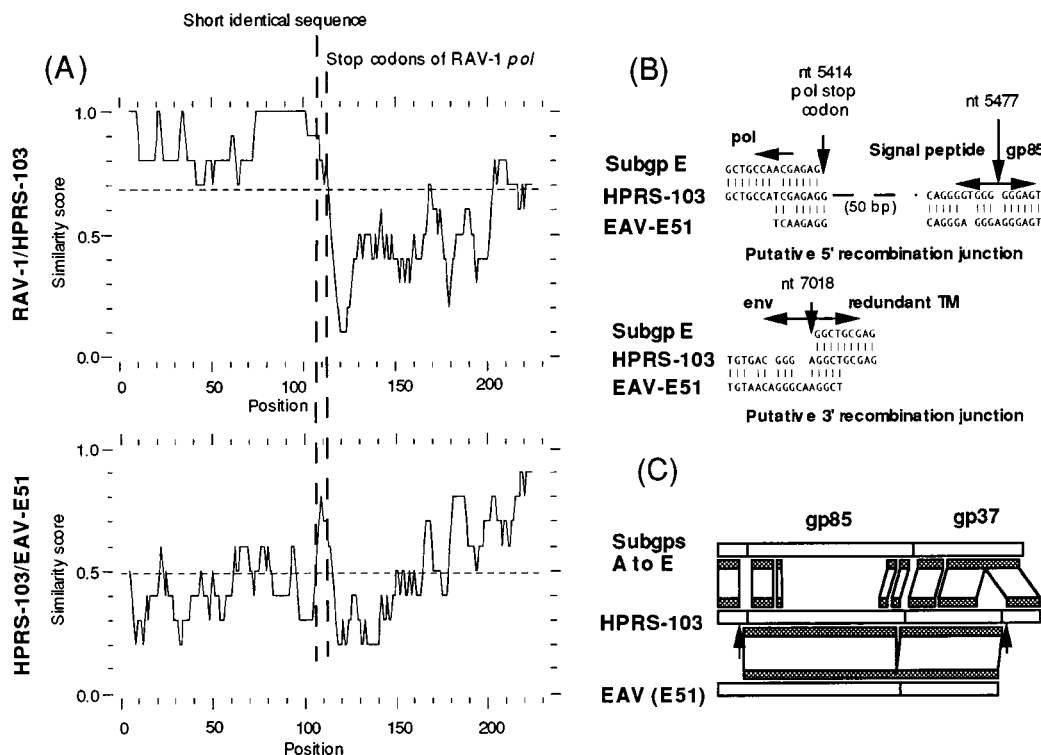 Short identical sequence
Stop codons of RAV-1 pol
(A)
RAV-1/HPRS-103
Similarity score
1.0
0.5
0.0
0
50
100
150
200
Position
HPRS-103/EAV-E51
Similarity score
1.0
0.5
0.0
0
50
100
150
200
Position
(B)
nt 5414
pol stop
codon
nt 5477
pol
Signal peptide
gp85
Subgp E
GCTGCCAACGAGAG
HPRS-103
GCTGCCATCGAGAGG
(50 bp)
CAGGGGTGGG GGGAGT
EAV-E51
TCAAGAGG
CAGGGA GGGAGGGAGT
Putative 5' recombination junction
nt 7018
env
redundant TM
Subgp E
GGCTGCGAG
HPRS-103
TGTGAC GGG AGGCTGCGAG
EAV-E51
TGTAACAGGGCAAGGCT
Putative 3' recombination junction
(C)
gp85
gp37
Subgps
A to E
HPRS-103
EAV (E51)